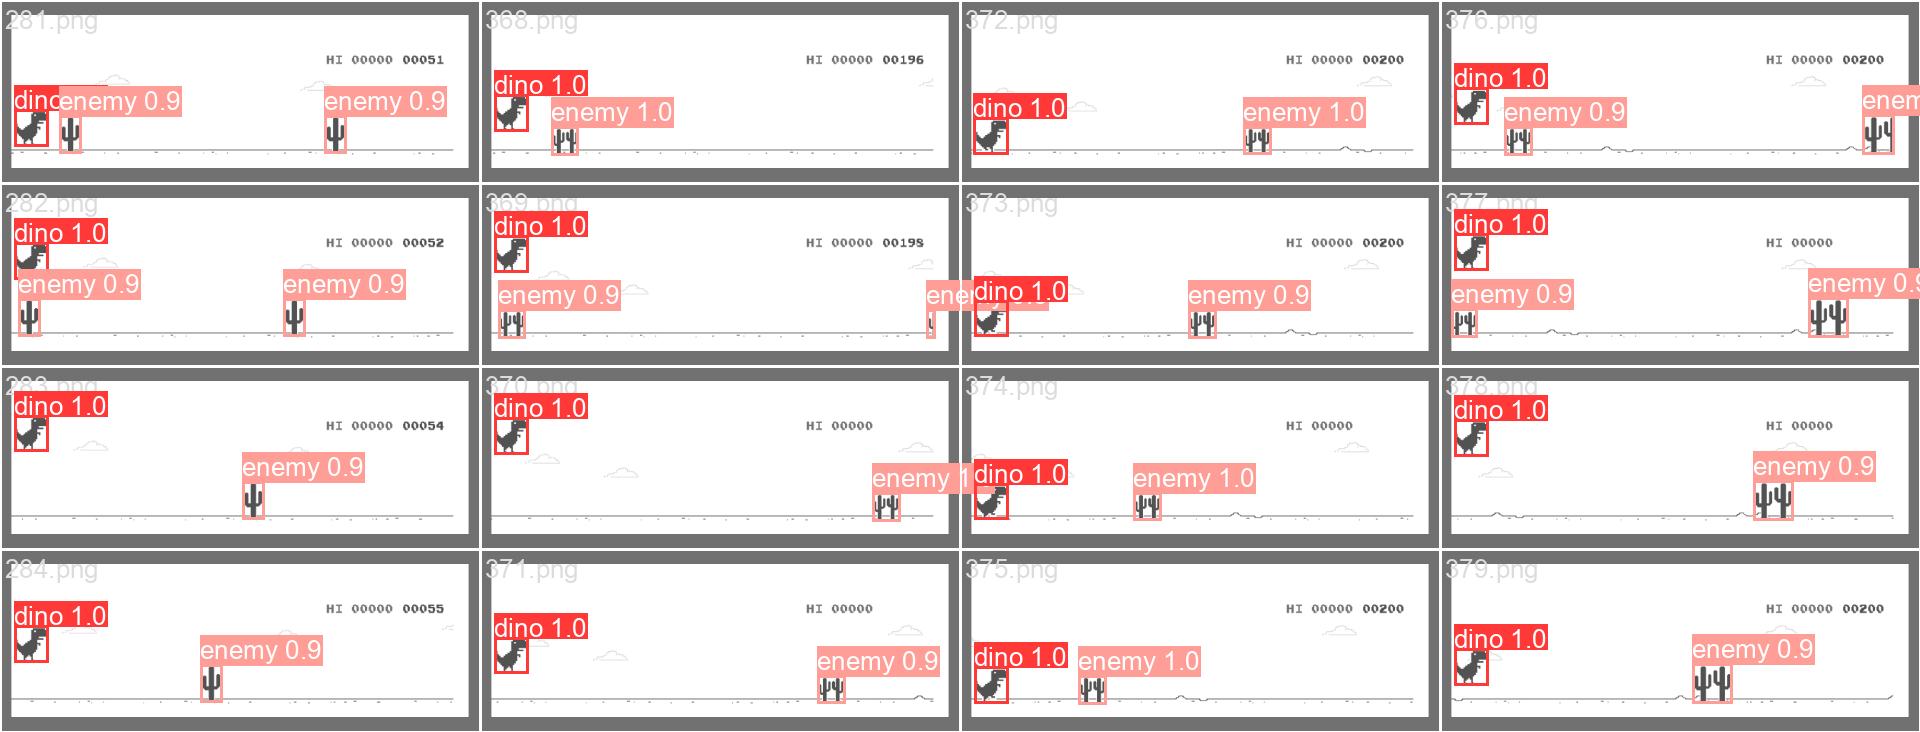 281.png
HI 00000 00051
dino
enemy 0.9
enemy 0.9
368.png
HI 00000 00196
dino 1.0
enemy 1.0
372.png
HI 00000 00200
dino 1.0
enemy 1.0
376.png
HI 00000 00200
dino 1.0
enemy 0.9
enem
282.png
dino 1.0
HI 00000 00052
enemy 0.9
enemy 0.9
369.png
dino 1.0
HI 00000 00198
enemy 0.9
373.png
HI 00000 00200
dino 1.0
enemy 0.9
377.png
dino 1.0
HI 00000
enemy 0.9
enemy 0.9
283.png
dino 1.0
HI 00000 00054
enemy 0.9
370.png
dino 1.0
HI 00000
enemy 1
374.png
HI 00000
dino 1.0
enemy 1.0
378.png
dino 1.0
HI 00000
enemy 0.9
284.png
dino 1.0
HI 00000 00055
enemy 0.9
371.png
HI 00000
dino 1.0
enemy 0.9
375.png
HI 00000 00200
dino 1.0
enemy 1.0
379.png
HI 00000 00200
dino 1.0
enemy 0.9